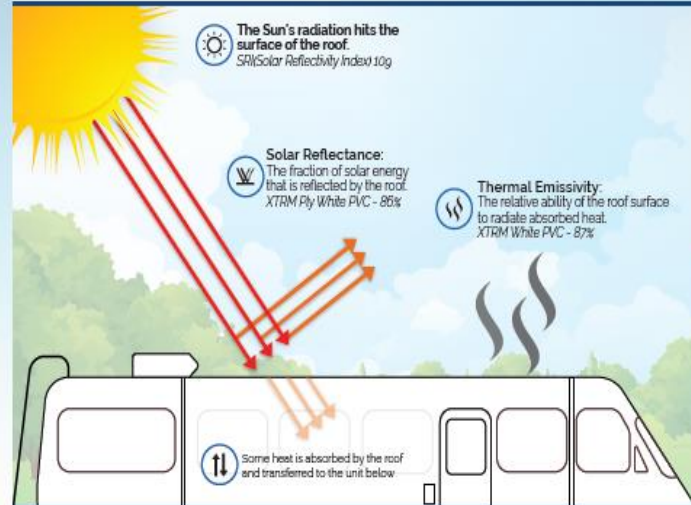 The Sun's radiation hits the
surface of the roof.
SRI(Solar Reflectivity Index) 109
Solar Reflectance:
The fraction of solar energy
that is reflected by the roof.
XTRM Ply White PVC - 86%
Thermal Emissivity:
The relative ability of the roof surface
to radiate absorbed heat.
XTRM White PVC - 87%
Some heat is absorbed by the roof
and transferred to the unit below